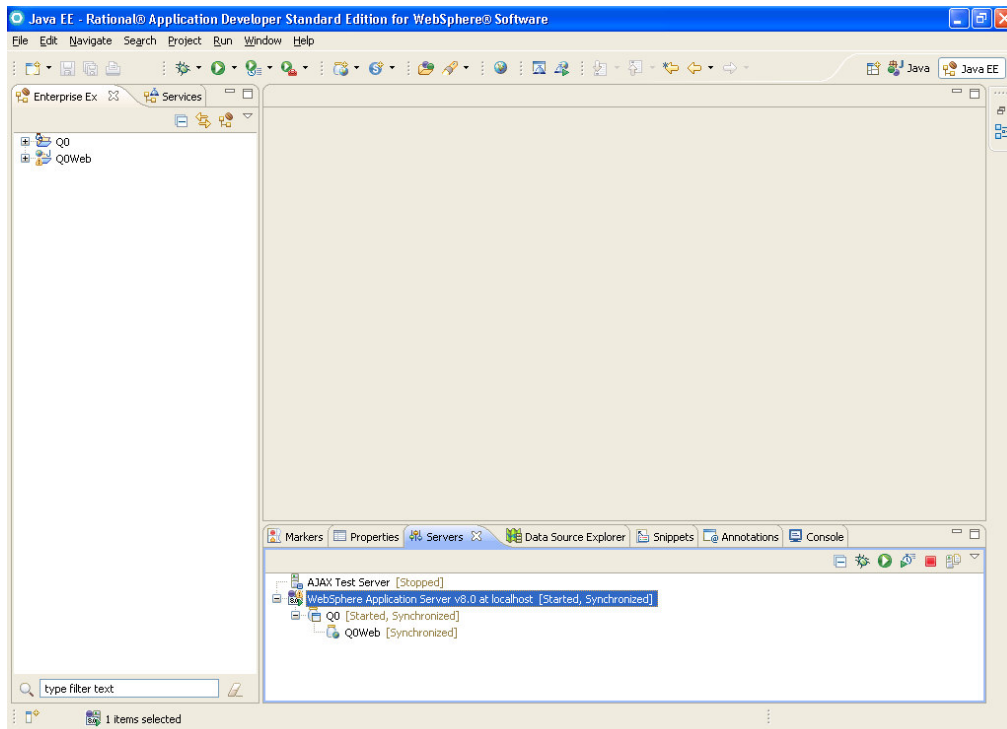 Java EE - Rational® Application Developer Standard Edition for WebSphere® Software
File Edit Navigate Search Project Run Window Help
Java Java EE
Enterprise Ex Services
Q0
Q0Web
Markers Properties Servers Data Source Explorer Snippets Annotations Console
AJAX Test Server [Stopped]
WebSphere Application Server v8.0 at localhost [Started, Synchronized]
Q0 [Started, Synchronized]
Q0Web [Synchronized]
type filter text
1 items selected